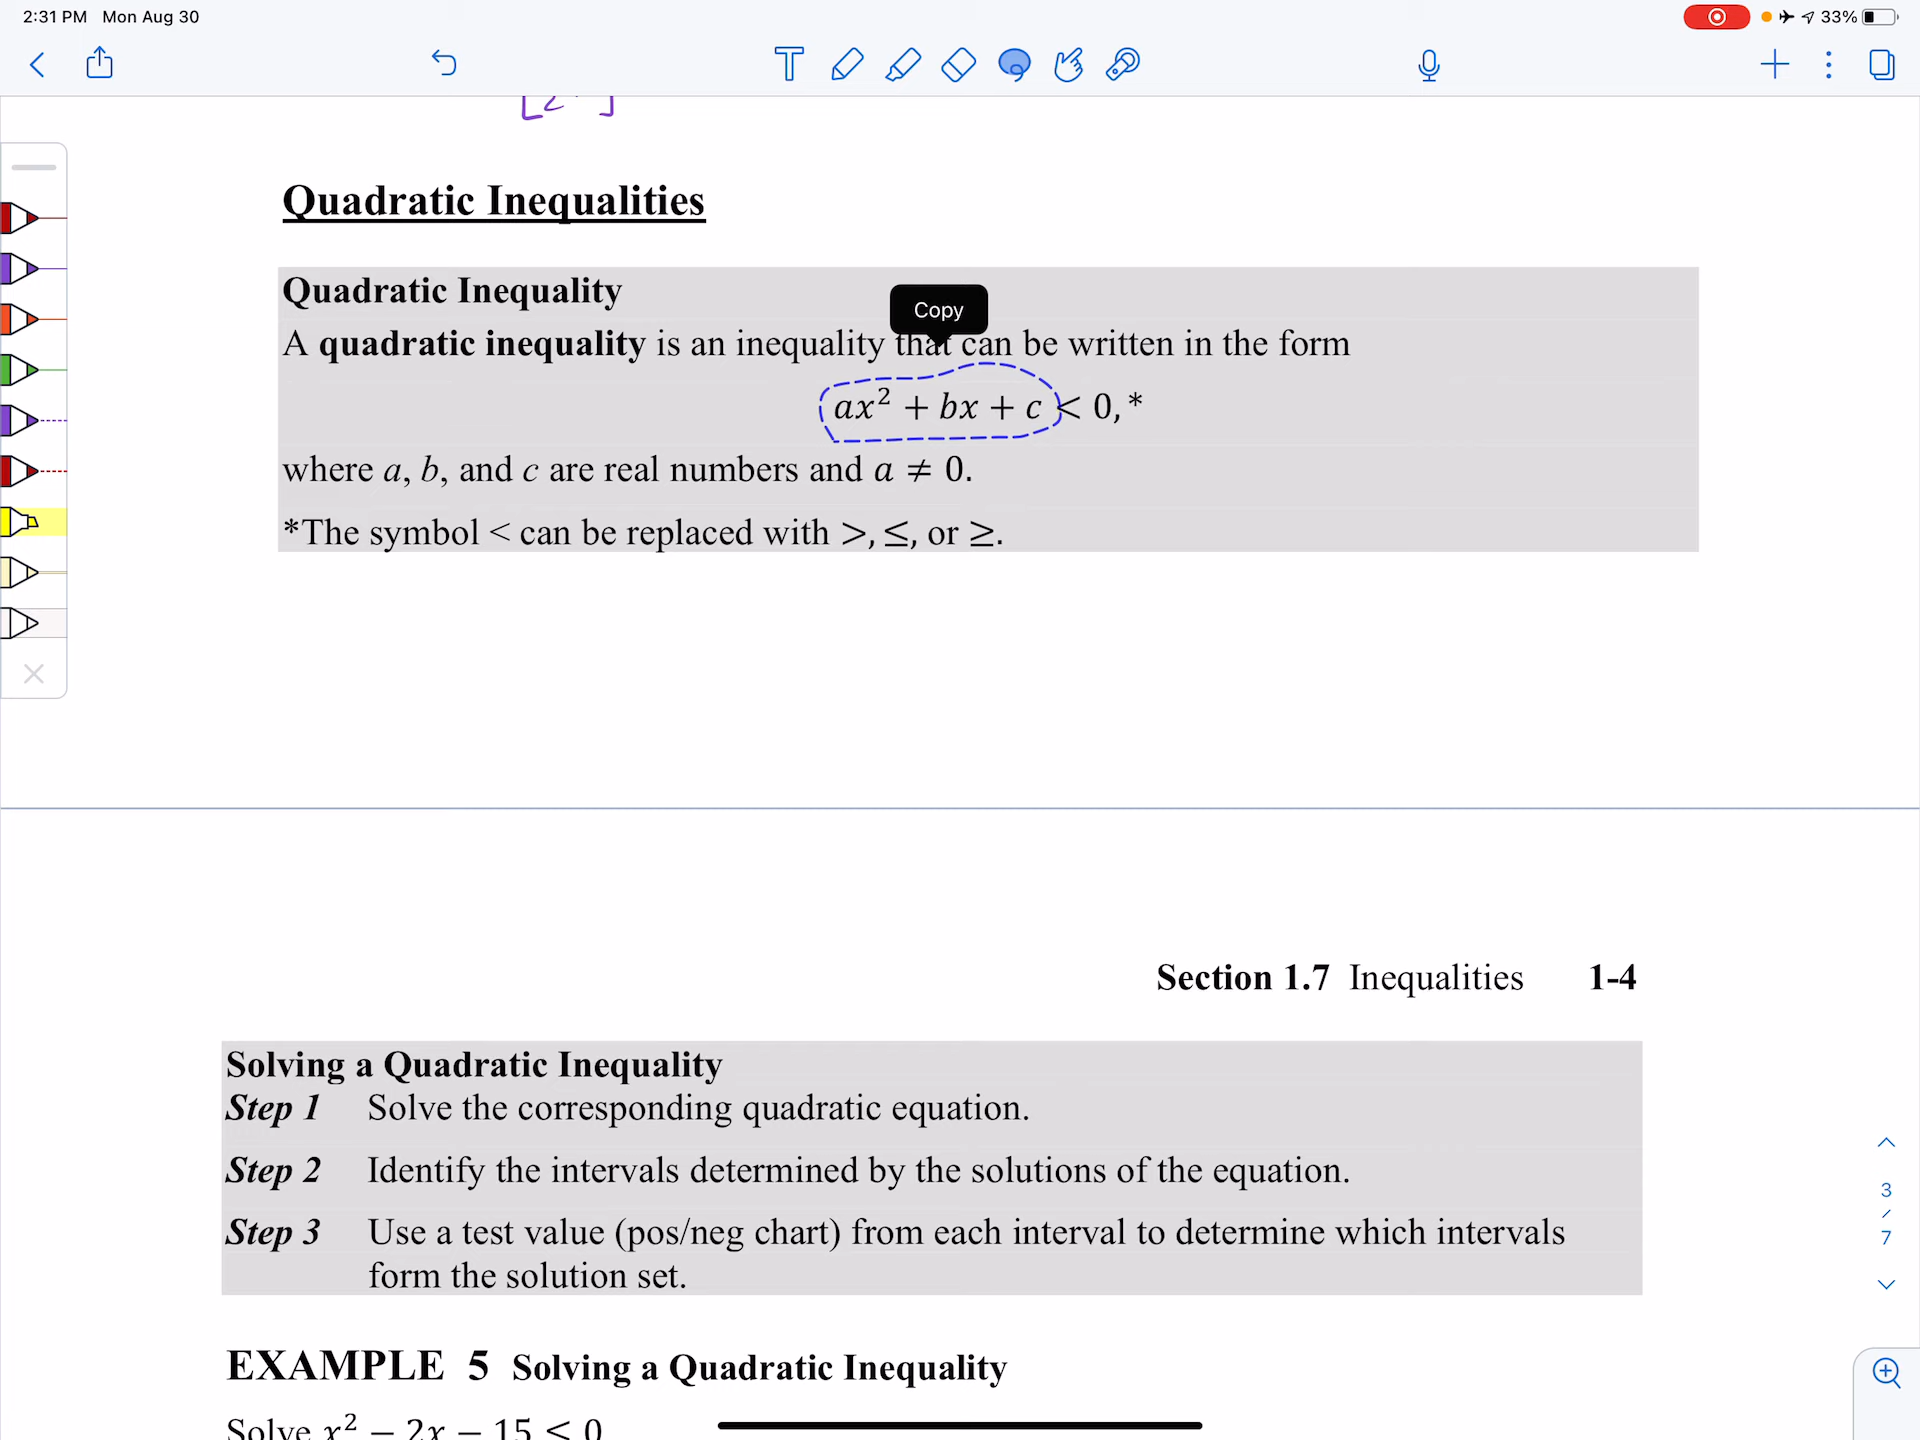 2:31 PM Mon Aug 30
33%
T
Quadratic Inequalities
Quadratic Inequality
Copy
A quadratic inequality is an inequality that can be written in the form
ax² + bx + c < 0,*
where a, b, and c are real numbers and a ≠ 0.
*The symbol < can be replaced with >, ≤, or ≥.
Section 1.7 Inequalities 1-4
Solving a Quadratic Inequality
Step 1 Solve the corresponding quadratic equation.
Step 2 Identify the intervals determined by the solutions of the equation.
Step 3 Use a test value (pos/neg chart) from each interval to determine which intervals
form the solution set.
3
/
7
EXAMPLE 5 Solving a Quadratic Inequality
Solve x² − 2x − 15 < 0